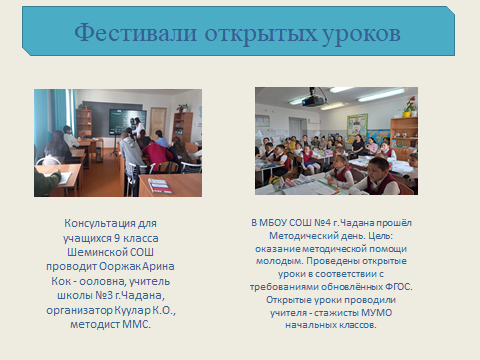 Фестивали открытых уроков
Консультация для
учащихся 9 класса
Шеминской СОШ
проводит Ооржак Арина
Кок - ооловна, учитель
школы №3 г.Чадана,
организатор Куулар К.О.,
методист ММС.
В МБОУ СОШ №4 г.Чадана прошёл
Методический день. Цель:
оказание методической помощи
молодым. Проведены открытые
уроки в соответствии с
требованиями обновлённых ФГОС.
Открытые уроки проводили
учителя - стажисты МУМО
начальных классов.